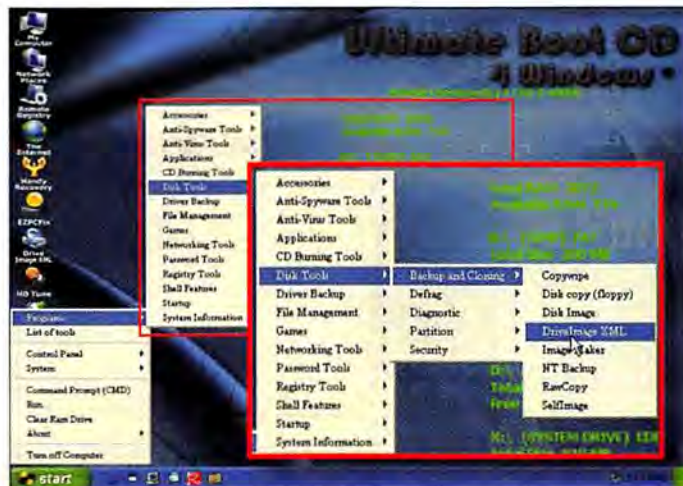 Ultimate Boot CD
4 Windows
My Computer
Network Places
Remote Registry
The Internet
Handy Recovery
EZPCFix
Drive Image XML
HD Tune
Programs
List of tools
Control Panel
System
Command Prompt (CMD)
Run
Clear Ram Drive
About
Turn off Computer
start
Accessories
Anti-Spyware Tools
Anti-Virus Tools
Applications
CD Burning Tools
Disk Tools
Driver Backup
File Management
Games
Networking Tools
Password Tools
Registry Tools
Shell Features
Startup
System Information
Accessories
Anti-Spyware Tools
Anti-Virus Tools
Applications
CD Burning Tools
Disk Tools
Driver Backup
File Management
Games
Networking Tools
Password Tools
Registry Tools
Shell Features
Startup
System Information
Backup and Cloning
Defrag
Diagnostic
Partition
Security
Copywipe
Disk copy (floppy)
Disk Image
DriveImage XML
Image Maker
NT Backup
RawCopy
SelfImage
X:\ (SYSTEM DRIVE)